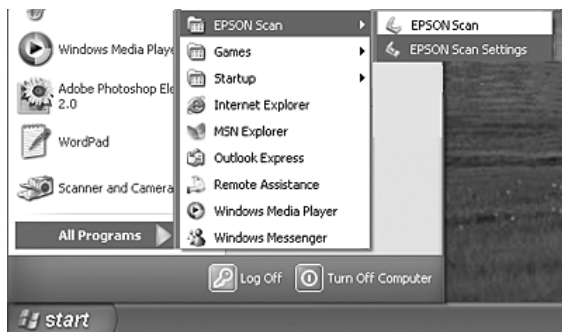 Windows Media Playe
Adobe Photoshop Ele
2.0
WordPad
Scanner and Camera
All Programs
EPSON Scan
Games
Startup
Internet Explorer
MSN Explorer
Outlook Express
Remote Assistance
Windows Media Player
Windows Messenger
EPSON Scan
EPSON Scan Settings
Log Off
Turn Off Computer
start